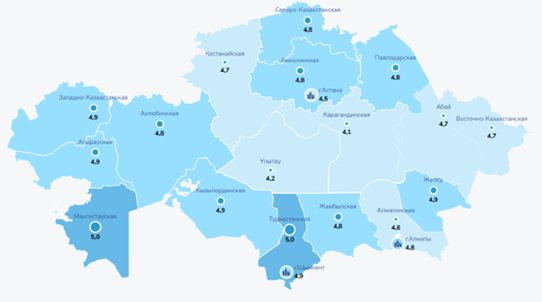 Северо-Казахстанская
4,8
Костанайская
4,7
Акмолинская
4,8
Павлодарская
4,8
г.Астана
4,5
Западно-Казахстанская
4,9
Актюбинская
4,8
Абай
4,7
Восточно-Казахстанская
4,7
Карагандинская
4,1
Атырауская
4,9
Ұлытау
4,2
Жетісу
4,9
Кызылординская
4,9
Мангистауская
5,0
Туркестанская
5,0
Жамбылская
4,8
Алматинская
4,6
г.Алматы
4,8
г.Шымкент
4,9